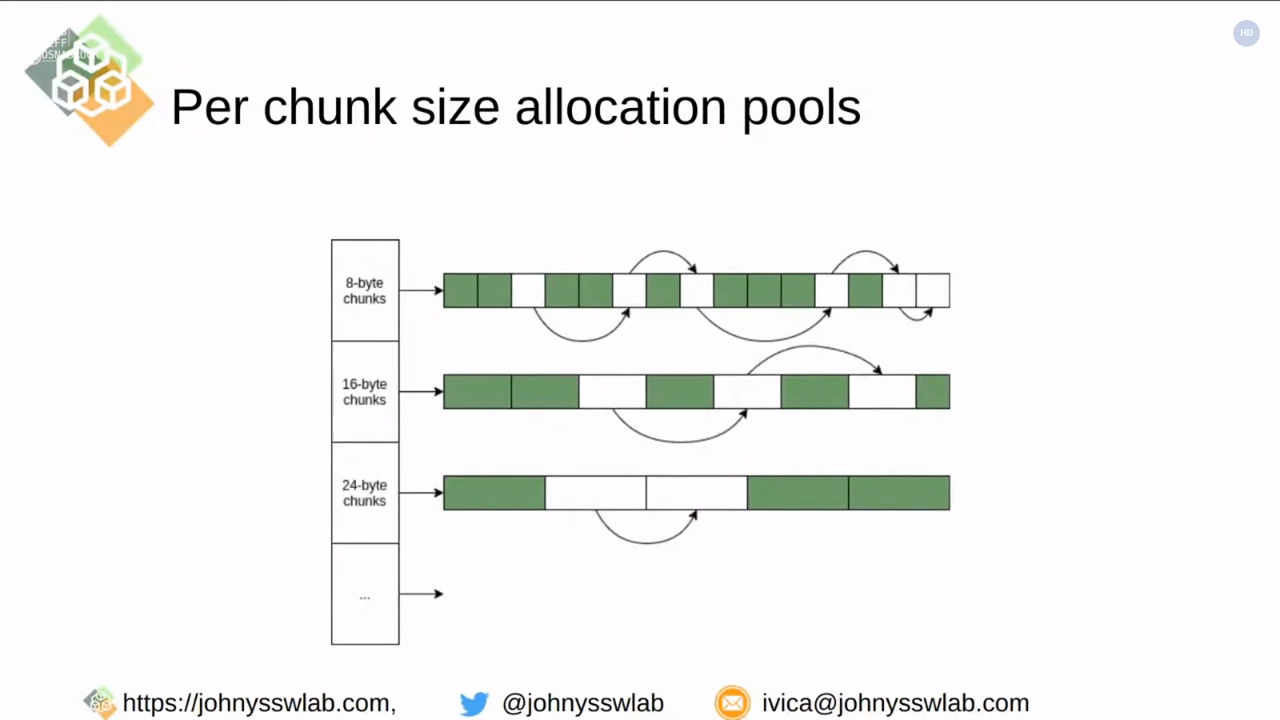 HD
Per chunk size allocation pools
8-byte
chunks
16-byte
chunks
24-byte
chunks
...
https://johnysswlab.com,
@johnysswlab
ivica@johnysswlab.com